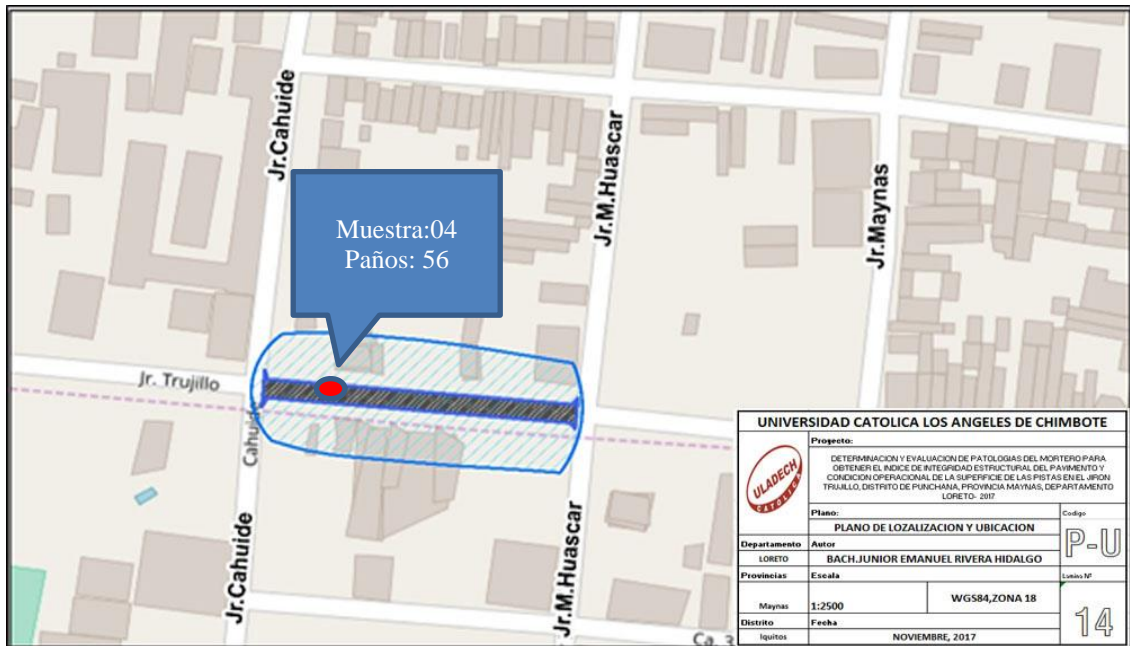 Jr.Cahuide
Jr.M.Huascar
Jr.Maynas
Muestra:04
Paños: 56
Jr. Trujillo
Cahuide
Jr.Cahuide
Jr.M.Huascar
Ca. 3
UNIVERSIDAD CATOLICA LOS ANGELES DE CHIMBOTE
ULADECH
CATOLICA
Proyecto:
DETERMINACION Y EVALUACION DE PATOLOGIAS DEL MORTERO PARA
OBTENER EL INDICE DE INTEGRIDAD ESTRUCTURAL DEL PAVIMENTO Y
CONDICION OPERACIONAL DE LA SUPERFICIE DE LAS PISTAS EN EL JIRON
TRUJILLO, DISTRITO DE PUNCHANA, PROVINCIA MAYNAS, DEPARTAMENTO
LORETO- 2017
Plano:
PLANO DE LOZALIZACION Y UBICACION
Codigo
P-U
Departamento
Autor
LORETO
BACH.JUNIOR EMANUEL RIVERA HIDALGO
Provincias
Escala
Lamina Nº
Maynas
1:2500
WGS84,ZONA 18
14
Distrito
Fecha
Iquitos
NOVIEMBRE, 2017